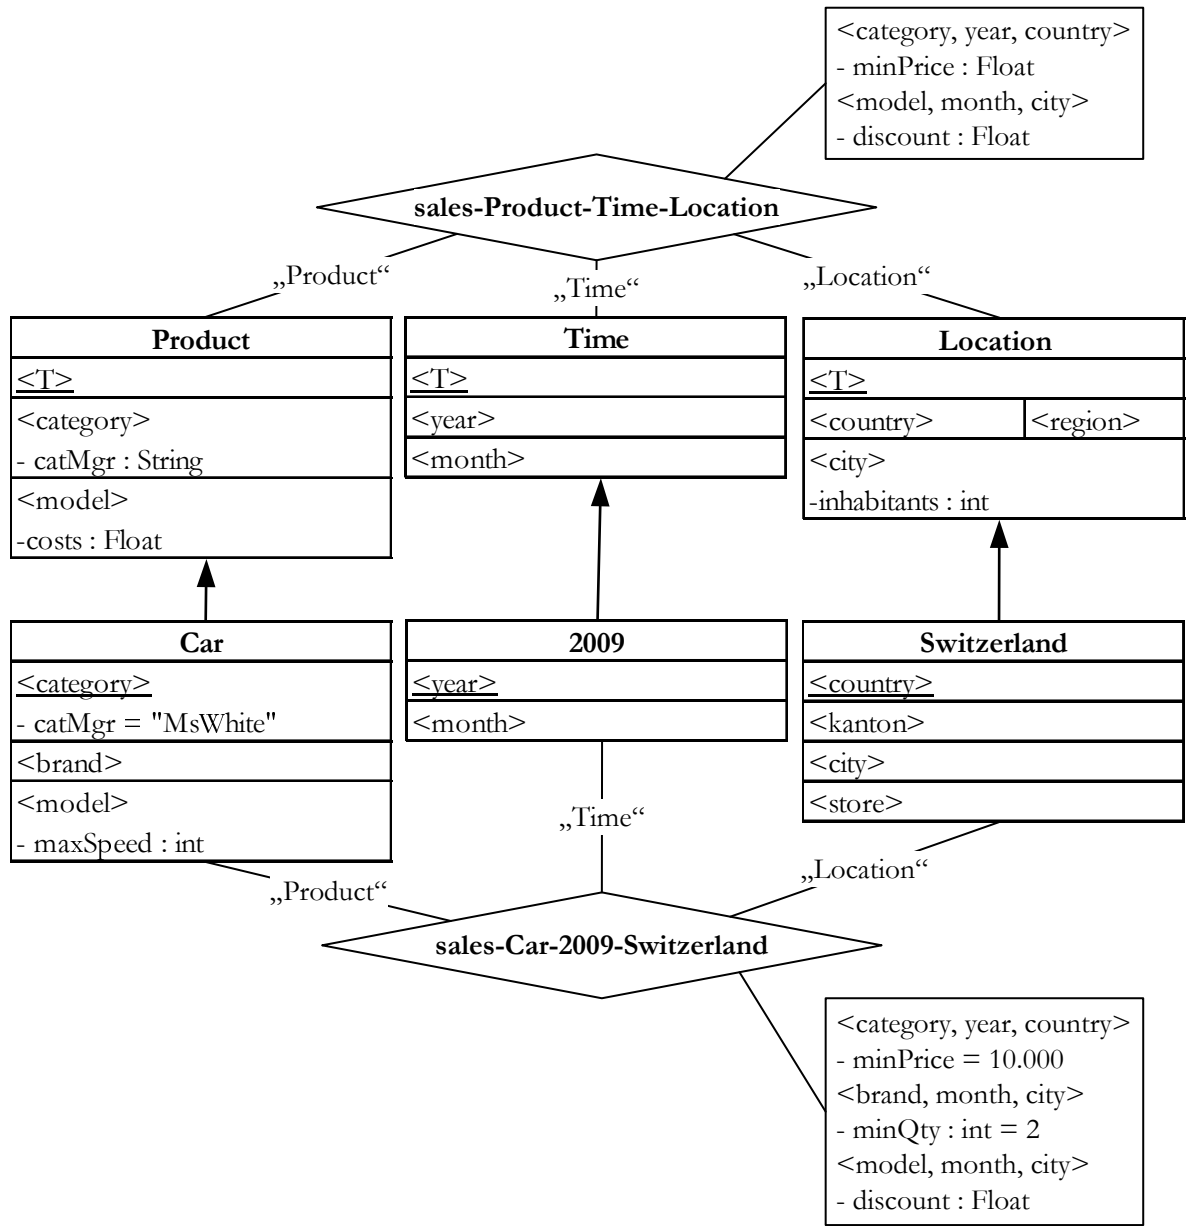 <category, year, country>
- minPrice : Float
<model, month, city>
- discount : Float
sales-Product-Time-Location
„Product“
„Time“
„Location“
Product
<T>
<category>
- catMgr : String
<model>
-costs : Float
Time
<T>
<year>
<month>
Location
<T>
<country>
<region>
<city>
-inhabitants : int
Car
<category>
- catMgr = "MsWhite"
<brand>
<model>
- maxSpeed : int
2009
<year>
<month>
Switzerland
<country>
<kanton>
<city>
<store>
„Product“
„Time“
„Location“
sales-Car-2009-Switzerland
<category, year, country>
- minPrice = 10.000
<brand, month, city>
- minQty : int = 2
<model, month, city>
- discount : Float